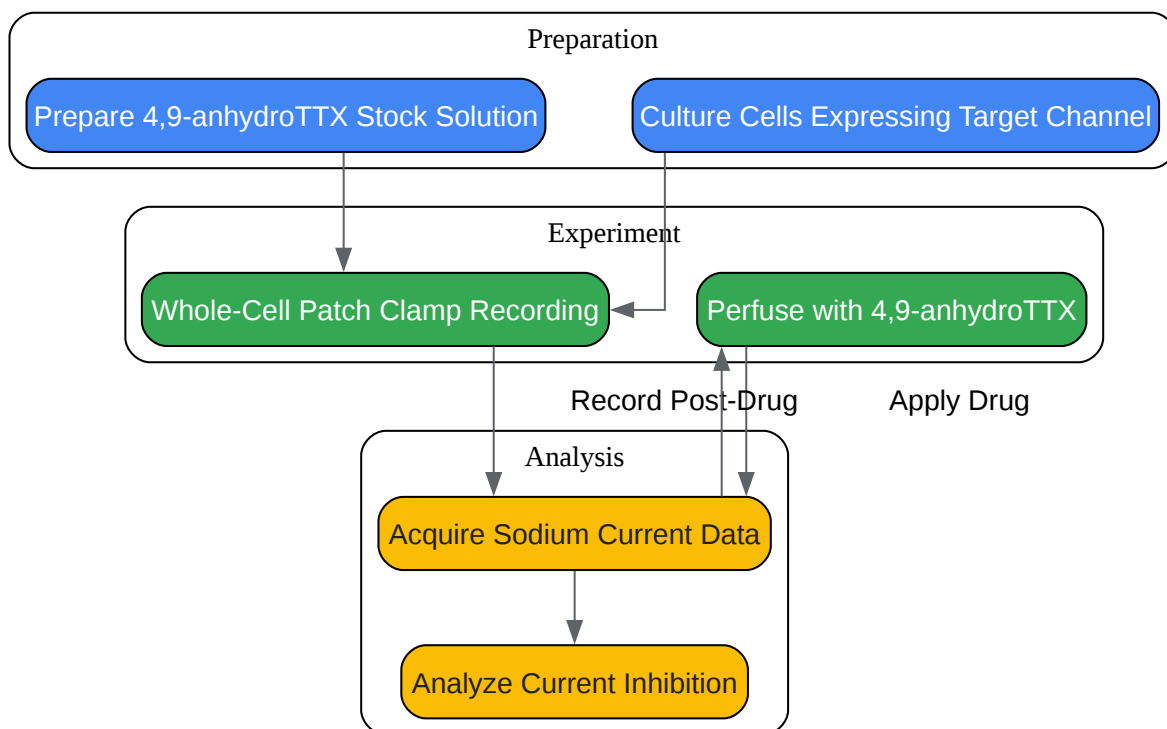 Preparation
Prepare 4,9-anhydroTTX Stock Solution
Culture Cells Expressing Target Channel
Experiment
Whole-Cell Patch Clamp Recording
Perfuse with 4,9-anhydroTTX
Record Post-Drug
Apply Drug
Analysis
Acquire Sodium Current Data
Analyze Current Inhibition